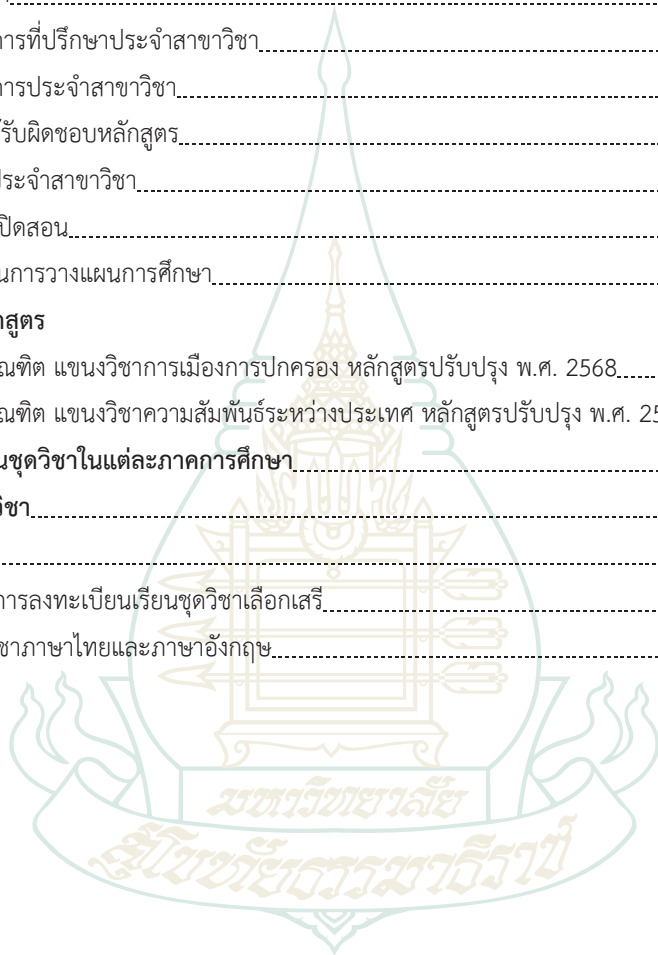 การที่ปรึกษาประจำสาขาวิชา
การประจำสาขาวิชา
รับผิดชอบหลักสูตร
ประจำสาขาวิชา
เปิดสอน
นการวางแผนการศึกษา
สูตร
ณฑิต แขนงวิชาการเมืองการปกครอง หลักสูตรปรับปรุง พ.ศ. 2568
ณฑิต แขนงวิชาความสัมพันธ์ระหว่างประเทศ หลักสูตรปรับปรุง พ.ศ. 25
นชุดวิชาในแต่ละภาคการศึกษา
วิชา
การลงทะเบียนเรียนชุดวิชาเลือกเสรี
ชาภาษาไทยและภาษาอังกฤษ
มหาวิทยาลัย
สุโขทัยธรรมาธิราช